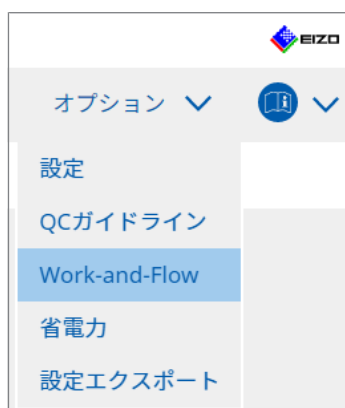 EIZO
オプション
設定
QCガイドライン
Work-and-Flow
省電力
設定エクスポート